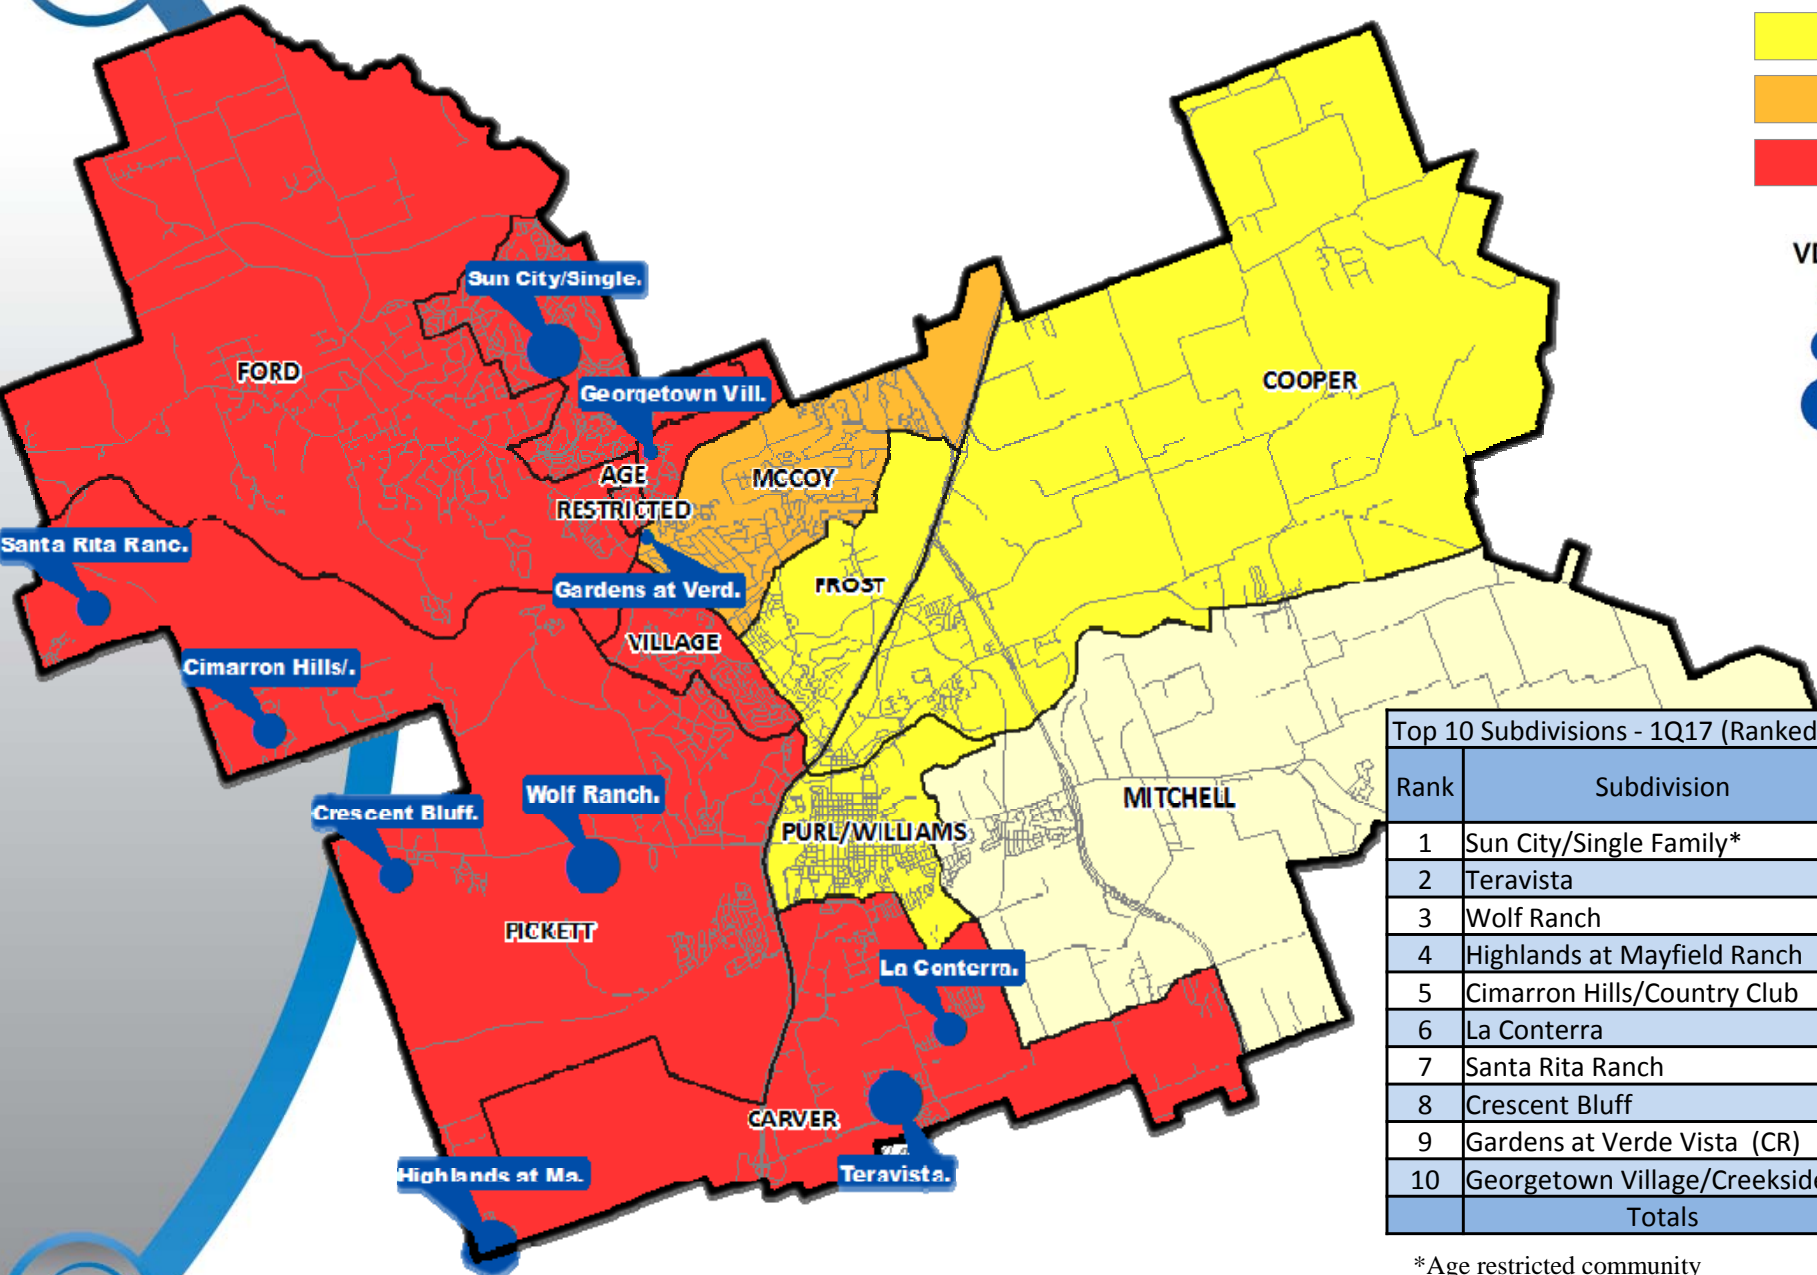 VI
Sun City/Single.
FORD
COOPER
Georgetown Vill.
AGE
RESTRICTED
MCCOY
Santa Rita Ranc.
Gardens at Verd.
FROST
VILLAGE
Cimarron Hills/.
Wolf Ranch.
Crescent Bluff.
MITCHELL
PURL/WILLIAMS
PICKETT
La Conterra.
CARVER
Highlands at Ma.
Teravista.
Top 10 Subdivisions - 1Q17 (Ranked
Rank Subdivision
1 Sun City/Single Family*
2 Teravista
3 Wolf Ranch
4 Highlands at Mayfield Ranch
5 Cimarron Hills/Country Club
6 La Conterra
7 Santa Rita Ranch
8 Crescent Bluff
9 Gardens at Verde Vista (CR)
10 Georgetown Village/Creekside
Totals
*Age restricted community